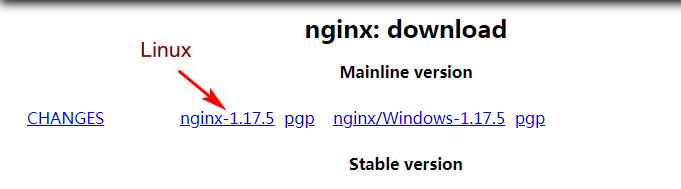 nginx: download
Linux
Mainline version
CHANGES nginx-1.17.5 pgp nginx/Windows-1.17.5 pgp
Stable version